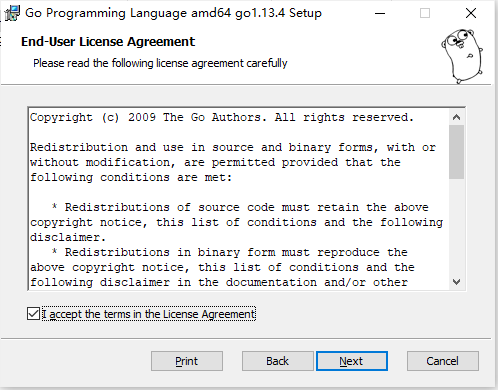 Go Programming Language amd64 go1.13.4 Setup
End-User License Agreement
Please read the following license agreement carefully
Copyright (c) 2009 The Go Authors. All rights reserved.
Redistribution and use in source and binary forms, with or
without modification, are permitted provided that the
following conditions are met:
* Redistributions of source code must retain the above
copyright notice, this list of conditions and the following
disclaimer.
* Redistributions in binary form must reproduce the
above copyright notice, this list of conditions and the
following disclaimer in the documentation and/or other
I accept the terms in the License Agreement
Print Back Next Cancel